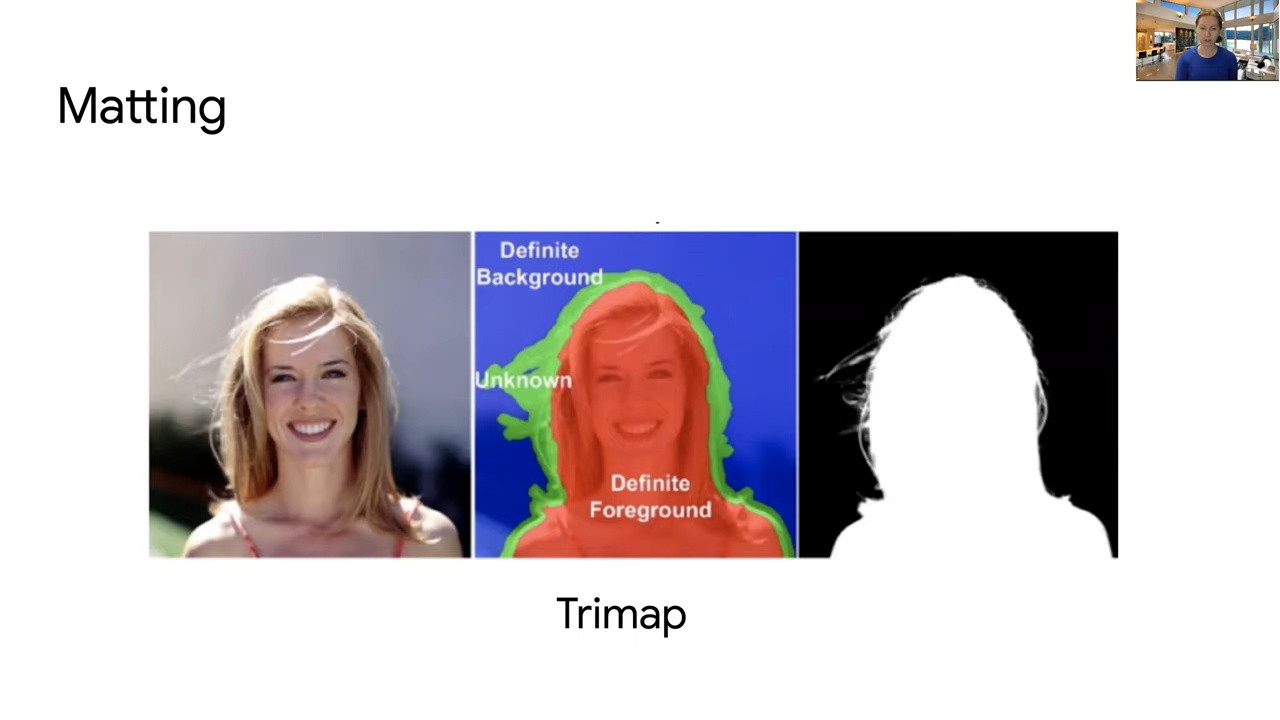 Matting
Definite
Background
Unknown
Definite
Foreground
Trimap